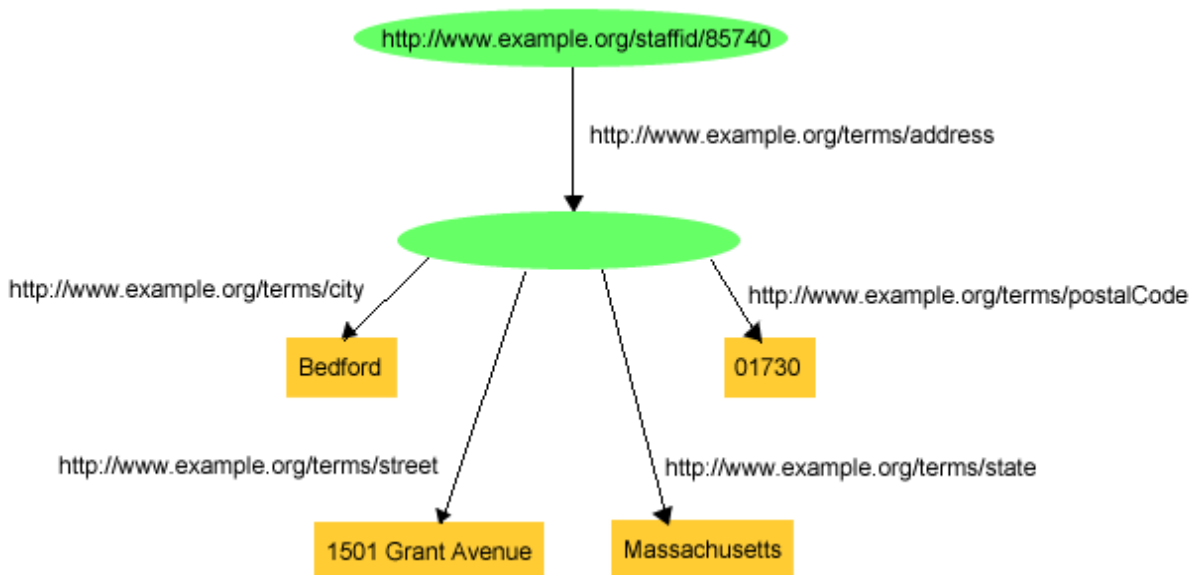 http://www.example.org/staffid/85740
http://www.example.org/terms/address
http://www.example.org/terms/city
http://www.example.org/terms/postalCode
Bedford
01730
http://www.example.org/terms/street
http://www.example.org/terms/state
1501 Grant Avenue
Massachusetts